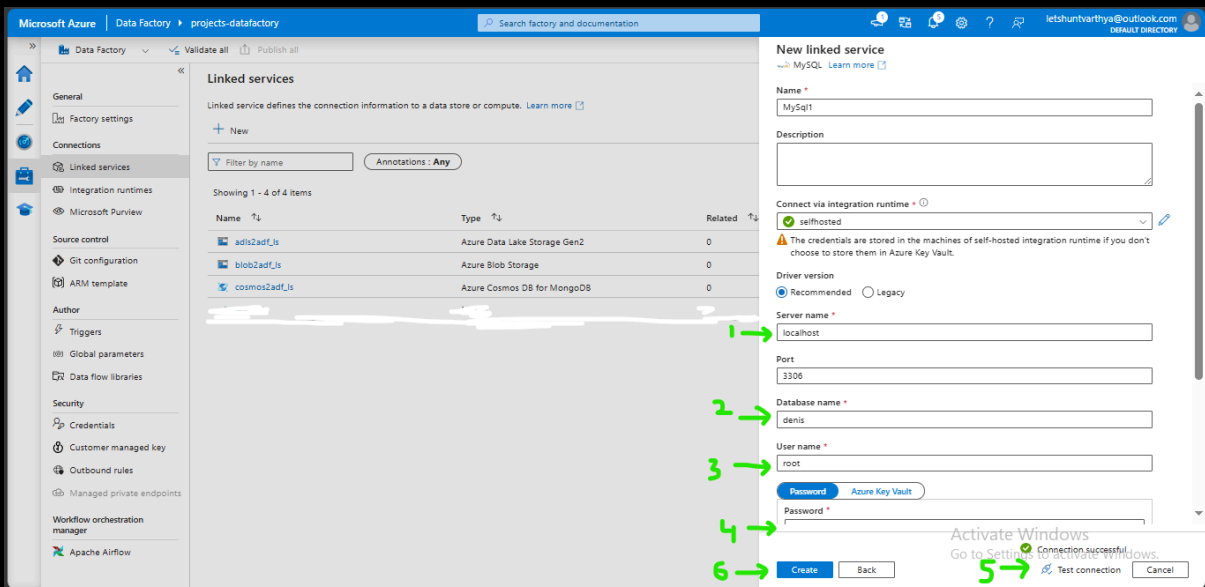 Microsoft Azure | Data Factory ▸ projects-datafactory
Search factory and documentation
1
5
letshuntvarthya@outlook.com
DEFAULT DIRECTORY
Data Factory
Validate all
Publish all
General
Factory settings
Connections
Linked services
Integration runtimes
Microsoft Purview
Source control
Git configuration
ARM template
Author
Triggers
Global parameters
Data flow libraries
Security
Credentials
Customer managed key
Outbound rules
Managed private endpoints
Workflow orchestration
manager
Apache Airflow
Linked services
Linked service defines the connection information to a data store or compute. Learn more
New
Filter by name
Annotations : Any
Showing 1 - 4 of 4 items
Name Type Related
adls2adf_ls Azure Data Lake Storage Gen2 0
blob2adf_ls Azure Blob Storage 0
cosmos2adf_ls Azure Cosmos DB for MongoDB 0
New linked service
MySQL Learn more
Name *
MySql1
Description
Connect via integration runtime *
selfhosted
The credentials are stored in the machines of self-hosted integration runtime if you don't
choose to store them in Azure Key Vault.
Driver version
Recommended Legacy
Server name *
1
localhost
Port
3306
Database name *
2
denis
User name *
3
root
Password Azure Key Vault
Password *
4
Activate Windows
Go to Settings to activate Windows.
Connection successful
5
Test connection
6
Create
Back
Cancel